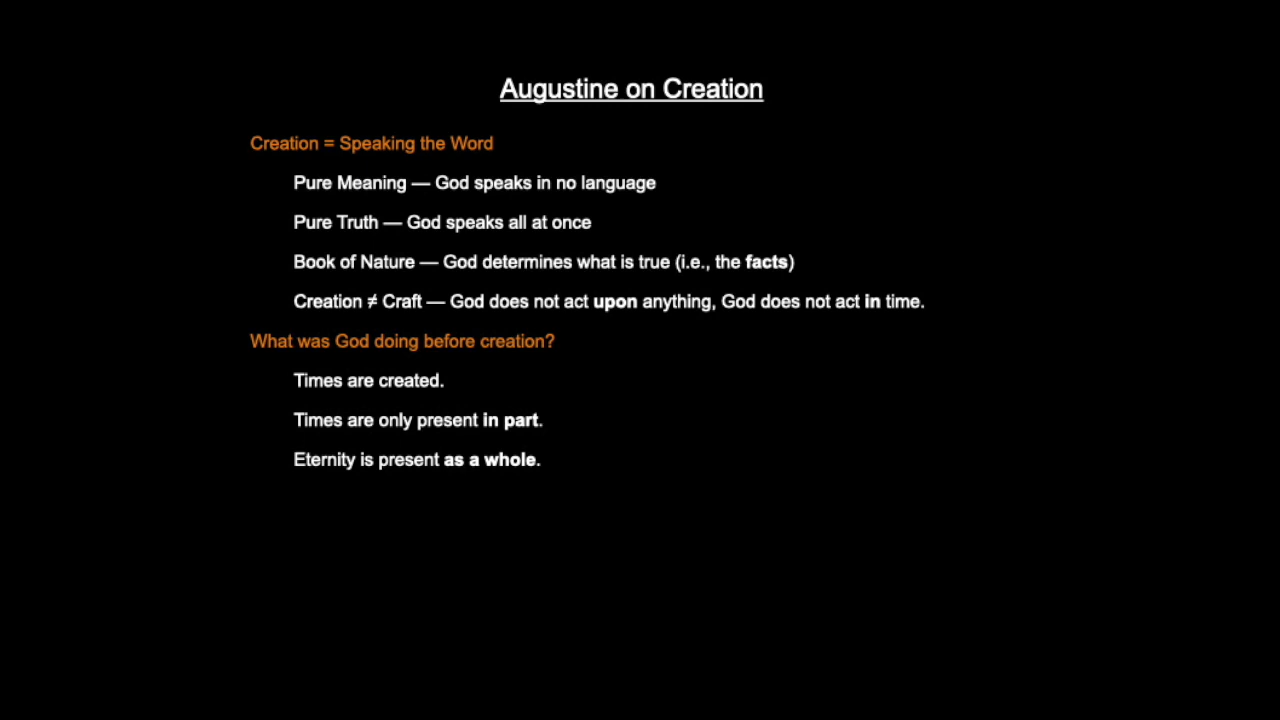 Augustine on Creation
Creation = Speaking the Word
Pure Meaning — God speaks in no language
Pure Truth — God speaks all at once
Book of Nature — God determines what is true (i.e., the facts)
Creation ≠ Craft — God does not act upon anything, God does not act in time.
What was God doing before creation?
Times are created.
Times are only present in part.
Eternity is present as a whole.